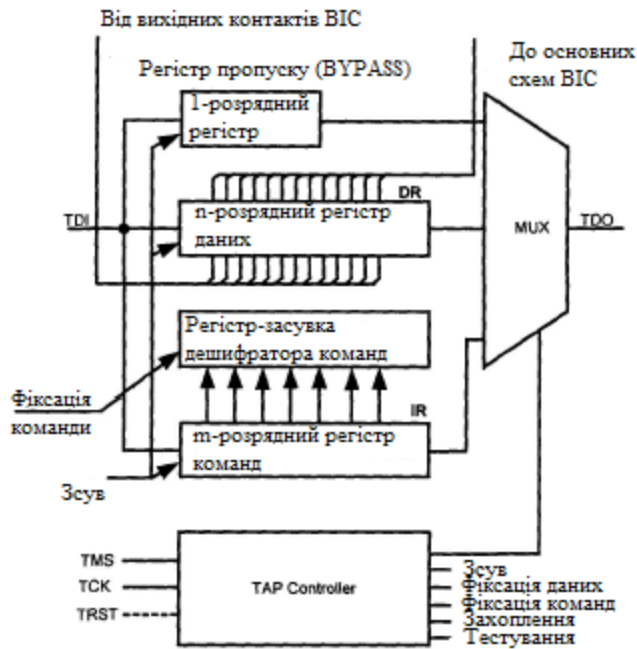 Від вихідних контактів ВІС
До основних
схем ВІС
Регістр пропуску (BYPASS)
1-розрядний
регістр
DR
TDI
n-розрядний регістр
даних
MUX
TDO
Регістр-засувка
дешифратора команд
Фіксація
команди
IR
m-розрядний регістр
команд
Зсув
TMS
TCK
TRST
TAP Controller
Зсув
Фіксація даних
Фіксація команд
Захоплення
Тестування